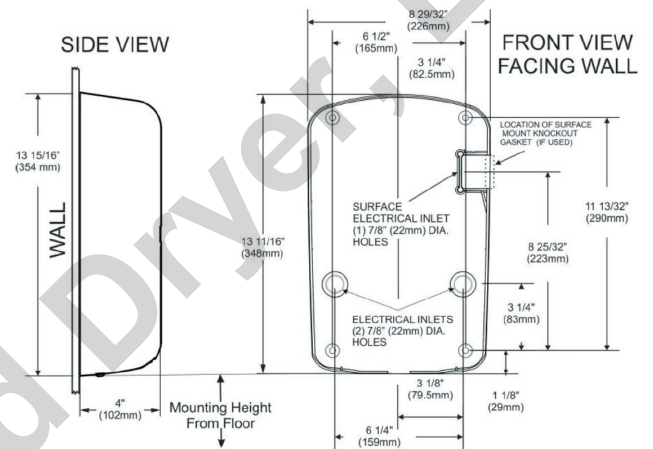 SIDE VIEW
13 15/16"
(354 mm)
WALL
4"
(102mm)
Mounting Height
From Floor
8 29/32"
(226mm)
6 1/2"
(165mm)
3 1/4"
(82.5mm)
FRONT VIEW
FACING WALL
LOCATION OF SURFACE
MOUNT KNOCKOUT
GASKET (IF USED)
SURFACE
ELECTRICAL INLET
(1) 7/8" (22mm) DIA.
HOLES
13 11/16"
(348mm)
11 13/32"
(290mm)
8 25/32"
(223mm)
3 1/4"
(83mm)
ELECTRICAL INLETS
(2) 7/8" (22mm) DIA.
HOLES
3 1/8"
(79.5mm)
1 1/8"
(29mm)
6 1/4"
(159mm)
d Dryer,